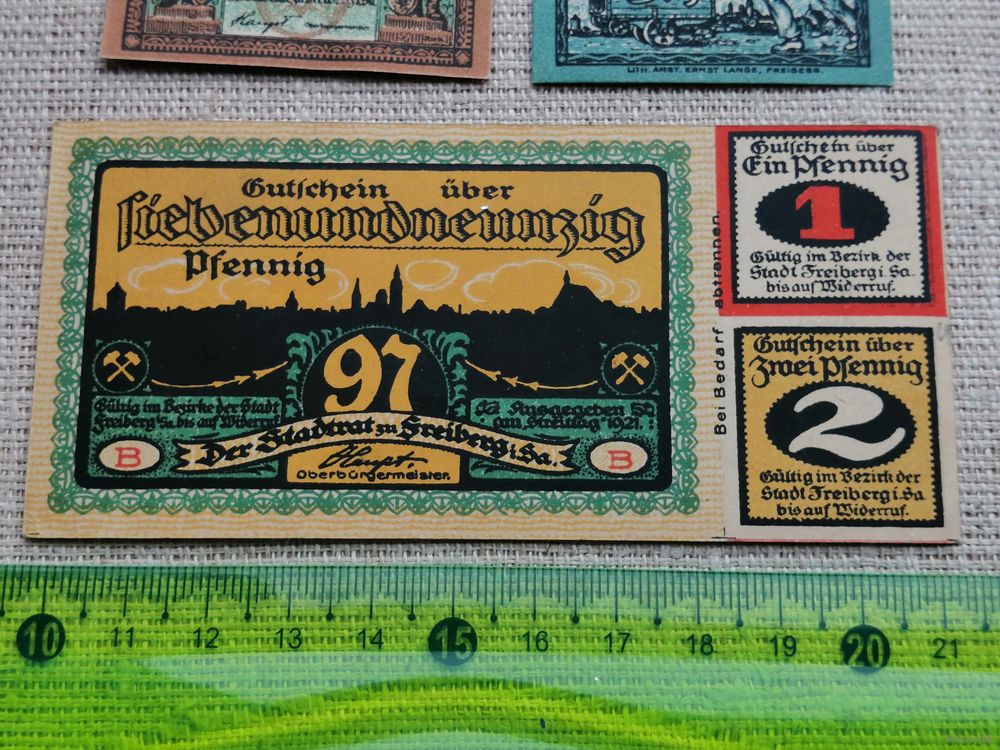 LITH. ANST. ERNST LANGE, FREIBERG.
Gutschein über
siebenundneunzig
Pfennig
97
Gültig im Bezirke der Stadt
Freiberg i/Sa. bis auf Widerruf
Ausgegeben
am Streittag 1921.
Der Stadtrat zu Freiberg i. Sa.
B
B
Oberbürgermeister.
Bei Bedarf abtrennen
Gutschein über
Ein Pfennig
1
Gültig im Bezirk der
Stadt Freiberg i. Sa.
bis auf Widerruf.
Gutschein über
Zwei Pfennig
2
Gültig im Bezirk der
Stadt Freiberg i. Sa
bis auf Widerruf.
10 11 12 13 14 15 16 17 18 19 20 21